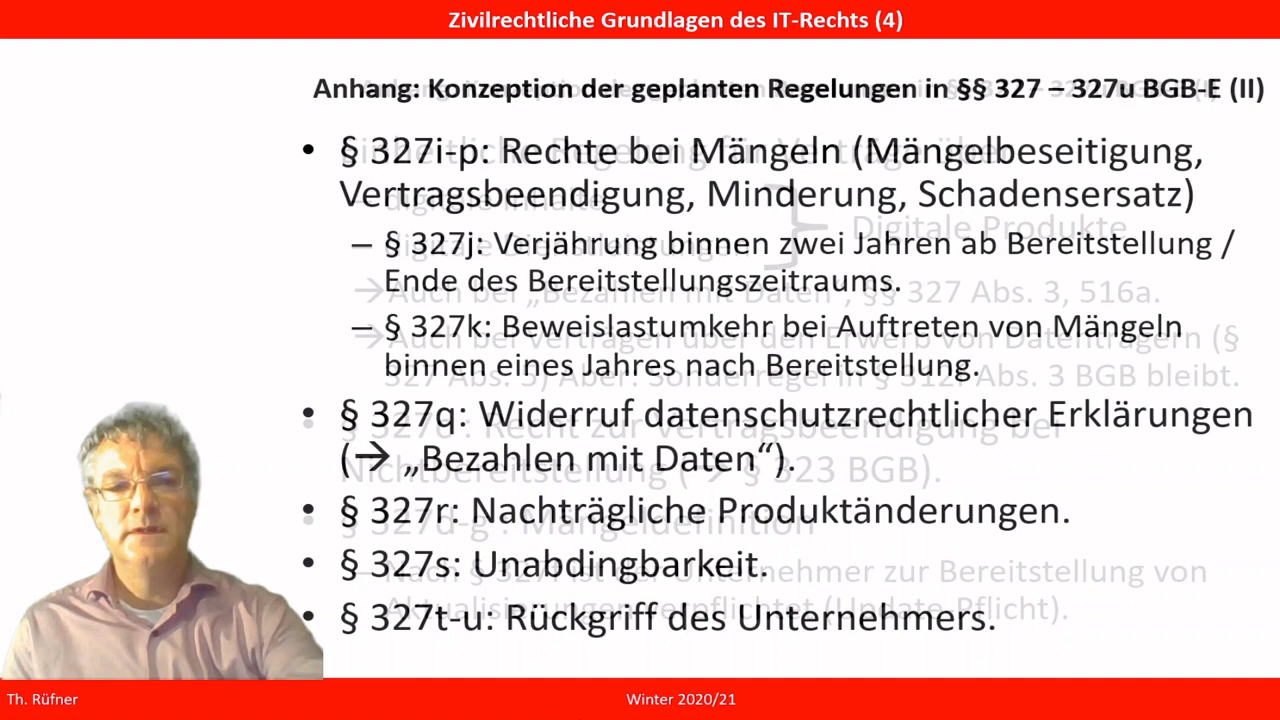 Zivilrechtliche Grundlagen des IT-Rechts (4)
Anhang: Konzeption der geplanten Regelungen in §§ 327 – 327u BGB-E (II)
• § 327i-p: Rechte bei Mängeln (Mängelbeseitigung,
Vertragsbeendigung, Minderung, Schadensersatz)
– § 327j: Verjährung binnen zwei Jahren ab Bereitstellung /
Ende des Bereitstellungszeitraums.
– § 327k: Beweislastumkehr bei Auftreten von Mängeln
binnen eines Jahres nach Bereitstellung.
• § 327q: Widerruf datenschutzrechtlicher Erklärungen
(→ „Bezahlen mit Daten“).
• § 327r: Nachträgliche Produktänderungen.
• § 327s: Unabdingbarkeit.
• § 327t-u: Rückgriff des Unternehmers.
Digitale Produkte
Th. Rüfner
Winter 2020/21